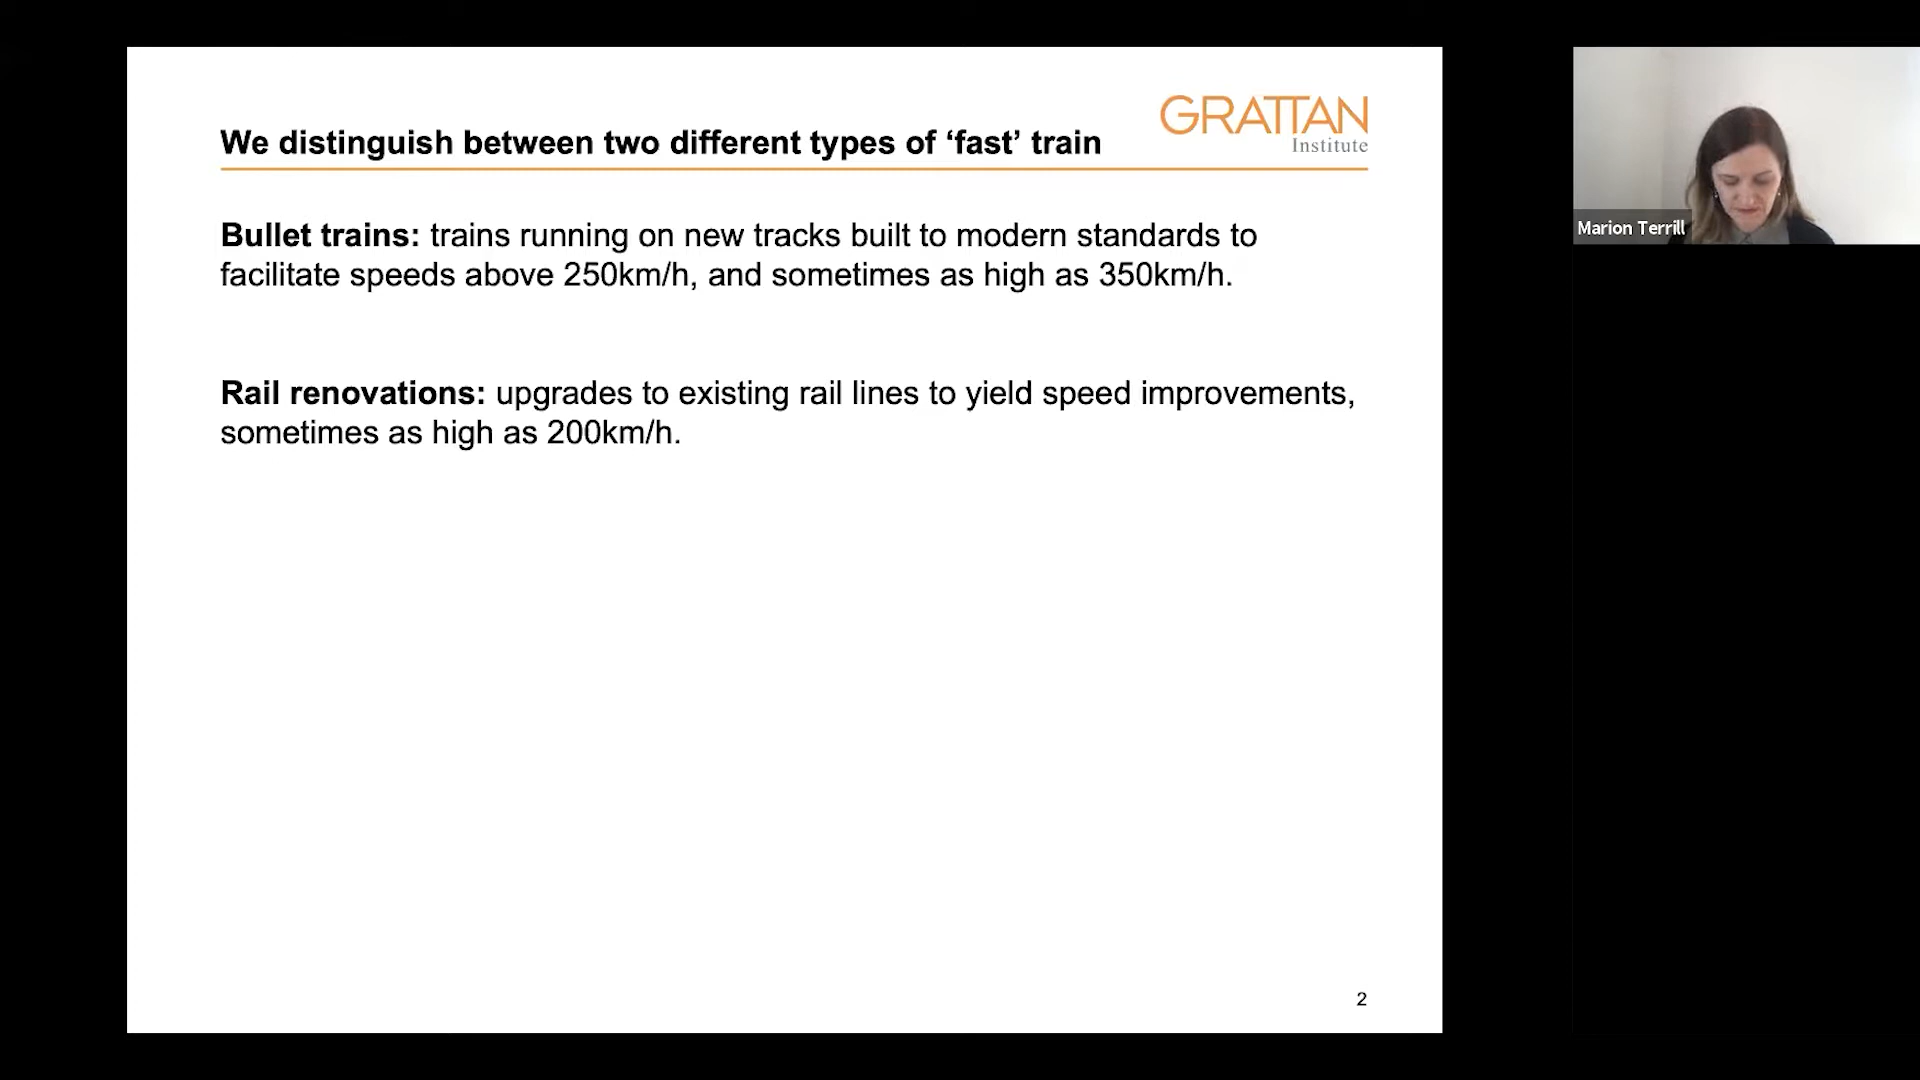 We distinguish between two different types of ‘fast’ train
GRATTAN
Institute
Bullet trains: trains running on new tracks built to modern standards to
facilitate speeds above 250km/h, and sometimes as high as 350km/h.
Rail renovations: upgrades to existing rail lines to yield speed improvements,
sometimes as high as 200km/h.
2
Marion Terrill